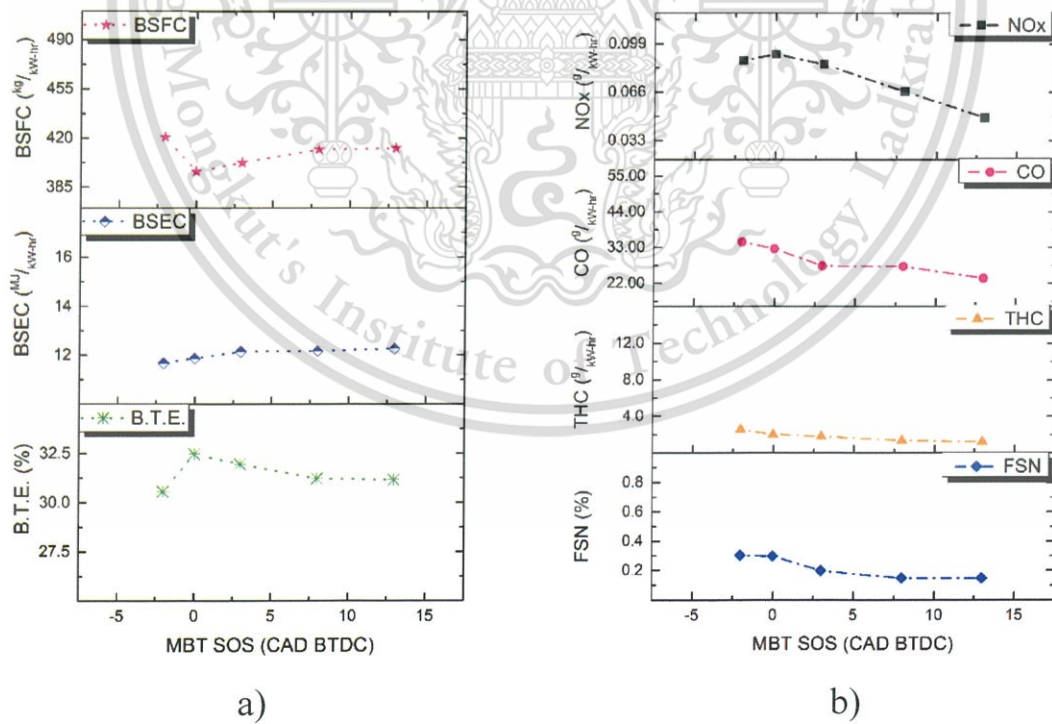 BSFC
490
455
420
385
BSFC (kg/kW-hr)
BSEC
16
14
12
BSEC (MJ/kW-hr)
B.T.E.
32.5
30.0
27.5
B.T.E. (%)
-5 0 5 10 15
MBT SOS (CAD BTDC)
a)
NOx
0.099
0.066
0.033
NOx (g/kW-hr)
CO
55.00
44.00
33.00
22.00
CO (g/kW-hr)
THC
12.0
8.0
4.0
THC (g/kW-hr)
FSN
0.8
0.6
0.4
0.2
FSN (%)
-5 0 5 10 15
MBT SOS (CAD BTDC)
b)
Mongkut's Institute of Technology Ladkrab